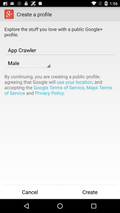 1:56
g+ Create a profile
Explore the stuff you love with a public Google+
profile.
App Crawler
Male
By continuing, you are creating a public profile,
agreeing that Google will use your location, and
accepting the Google Terms of Service, Maps Terms
of Service and Privacy Policy.
Cancel
Create